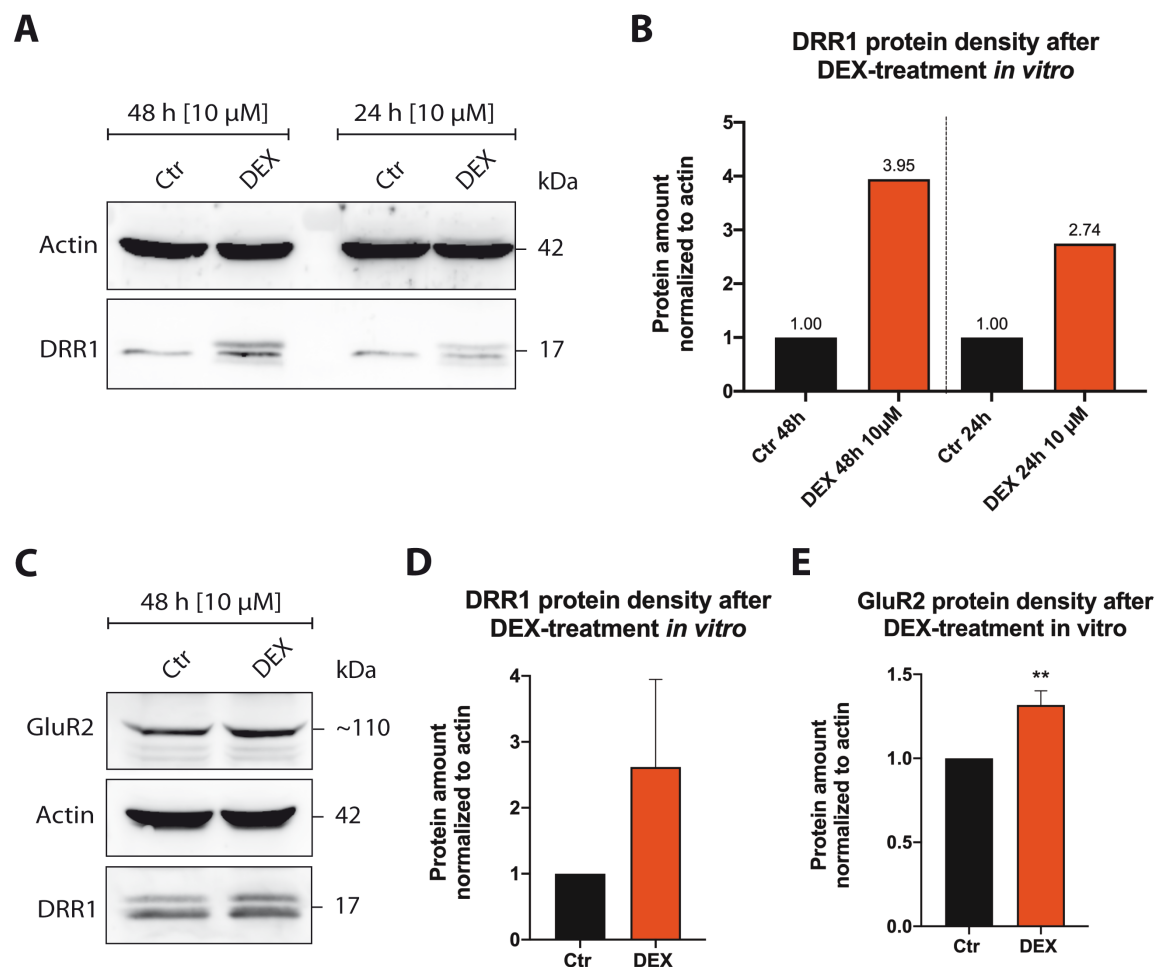 A
48 h [10 µM]
24 h [10 µM]
Ctr
DEX
Ctr
DEX
kDa
Actin
42
DRR1
17
B
DRR1 protein density after
DEX-treatment in vitro
Protein amount
normalized to actin
5
4
3
2
1
0
1.00
3.95
1.00
2.74
Ctr 48h
DEX 48h 10µM
Ctr 24h
DEX 24h 10 µM
C
48 h [10 µM]
Ctr
DEX
kDa
GluR2
~110
Actin
42
DRR1
17
D
DRR1 protein density after
DEX-treatment in vitro
Protein amount
normalized to actin
4
3
2
1
0
Ctr
DEX
E
GluR2 protein density after
DEX-treatment in vitro
Protein amount
normalized to actin
1.5
1.0
0.5
0.0
**
Ctr
DEX